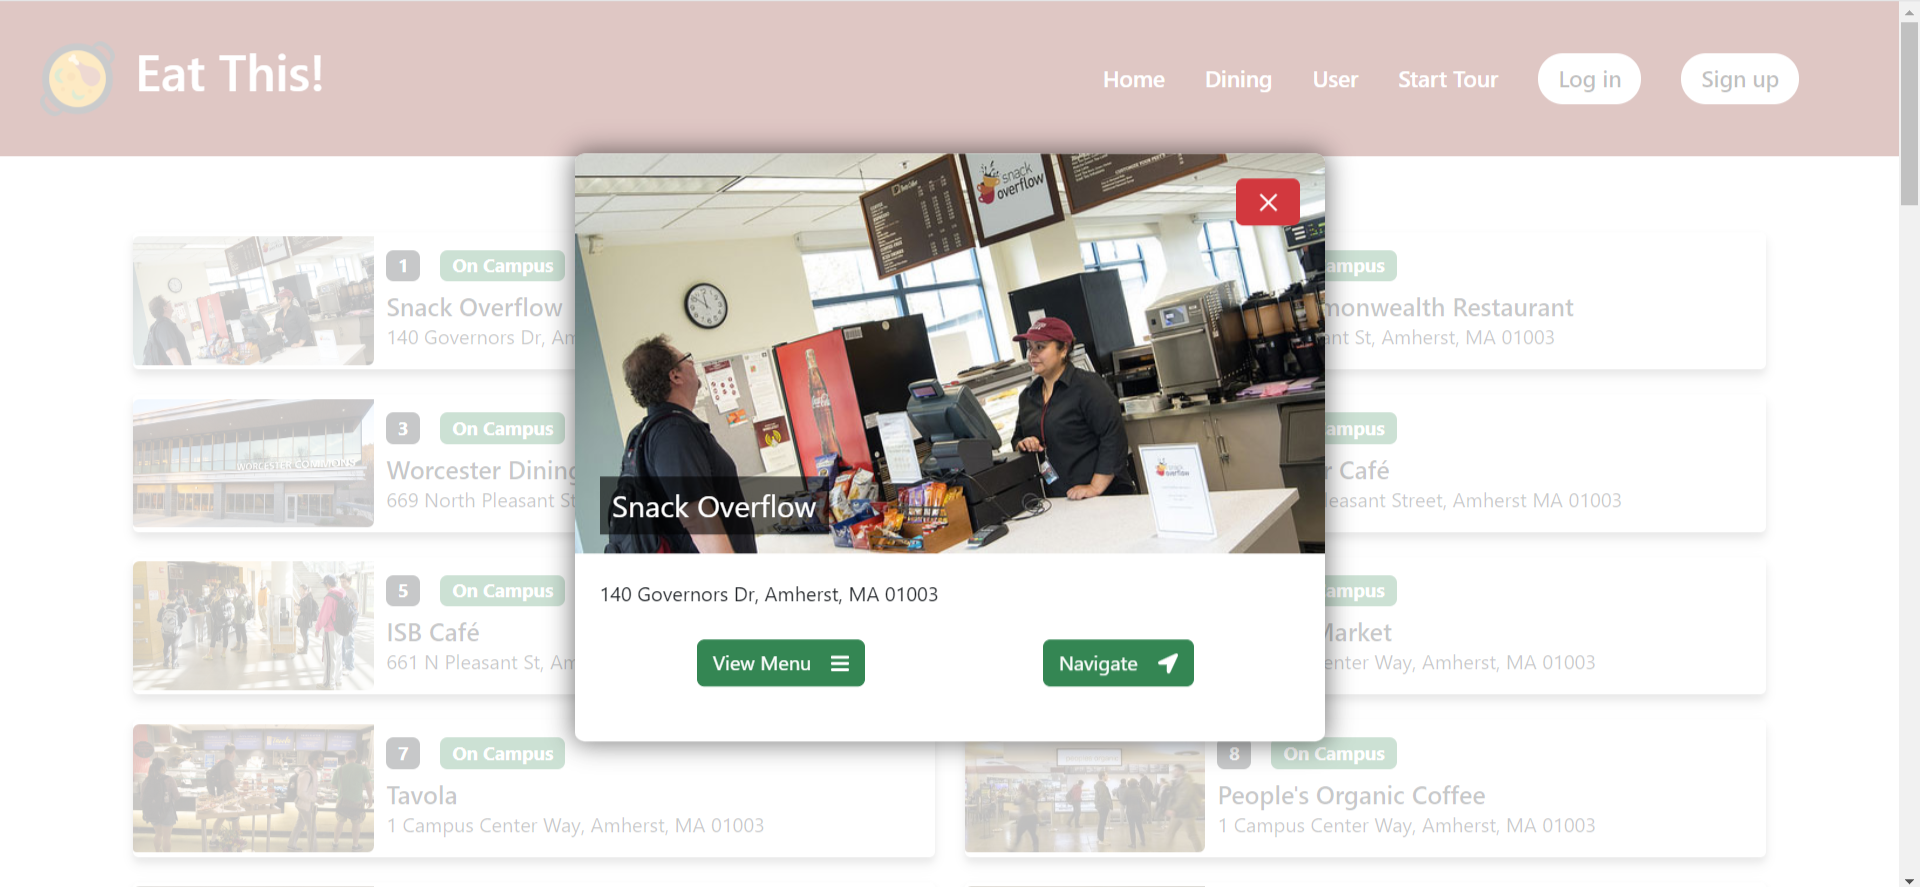 Eat This!
Home
Dining
User
Start Tour
Log in
Sign up
snack
overflow
snack
overflow
Snack Overflow
140 Governors Dr, Amherst, MA 01003
View Menu
Navigate
1
On Campus
Snack Overflow
140 Governors Dr, Am
ampus
monwealth Restaurant
nt St, Amherst, MA 01003
WORCESTER COMMONS
3
On Campus
Worcester Dining
669 North Pleasant St
ampus
r Café
leasant Street, Amherst MA 01003
5
On Campus
ISB Café
661 N Pleasant St, Am
ampus
Market
enter Way, Amherst, MA 01003
7
On Campus
Tavola
1 Campus Center Way, Amherst, MA 01003
8
On Campus
People's Organic Coffee
1 Campus Center Way, Amherst, MA 01003